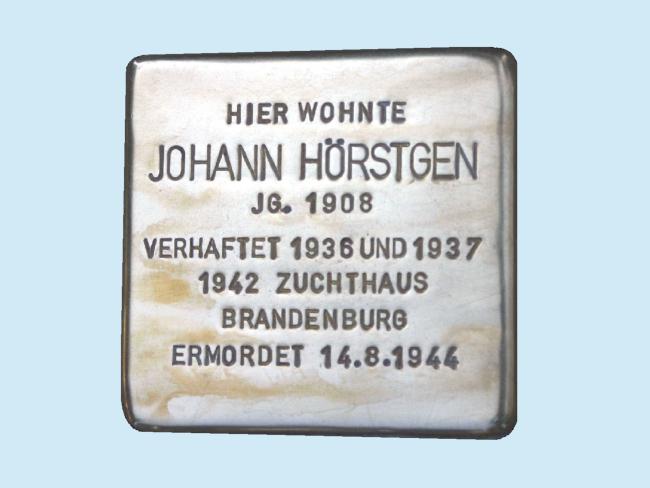 HIER WOHNTE
JOHANN HÖRSTGEN
JG. 1908
VERHAFTET 1936 UND 1937
1942 ZUCHTHAUS
BRANDENBURG
ERMORDET 14.8.1944